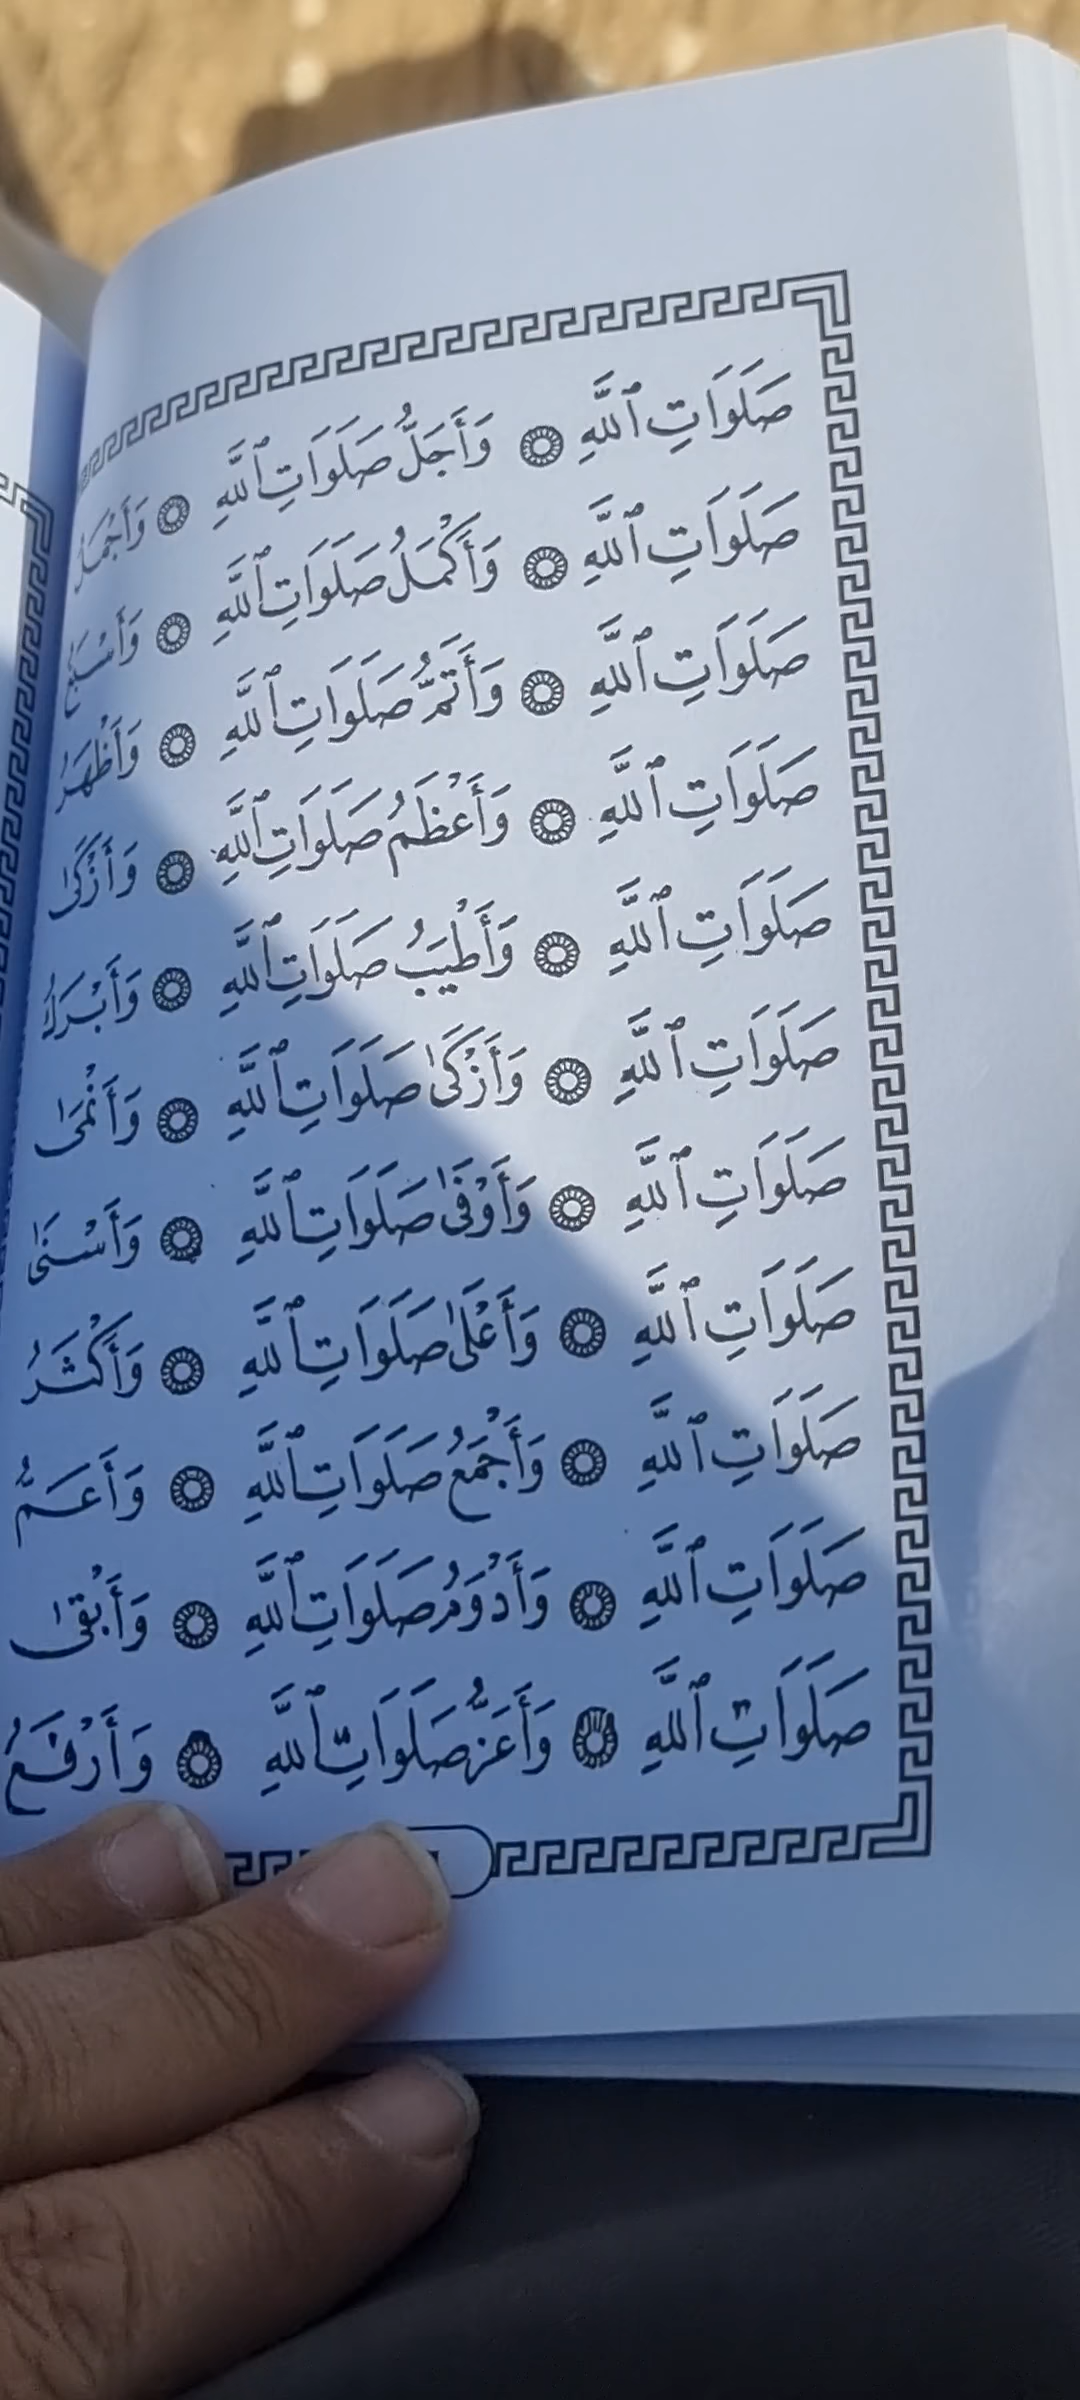 صَلَوَاتِ ٱللَّهِ ۞ وَأَجَلُّ صَلَوَاتِ ٱللَّهِ ۞ وَأَجْمَلُ
صَلَوَاتِ ٱللَّهِ ۞ وَأَكْمَلُ صَلَوَاتِ ٱللَّهِ ۞ وَأَسْبَغُ
صَلَوَاتِ ٱللَّهِ ۞ وَأَتَمُّ صَلَوَاتِ ٱللَّهِ ۞ وَأَظْهَرُ
صَلَوَاتِ ٱللَّهِ ۞ وَأَعْظَمُ صَلَوَاتِ ٱللَّهِ ۞ وَأَزْكَىٰ
صَلَوَاتِ ٱللَّهِ ۞ وَأَطْيَبُ صَلَوَاتِ ٱللَّهِ ۞ وَأَبْرَكُ
صَلَوَاتِ ٱللَّهِ ۞ وَأَزْكَىٰ صَلَوَاتِ ٱللَّهِ ۞ وَأَنْمَىٰ
صَلَوَاتِ ٱللَّهِ ۞ وَأَوْفَىٰ صَلَوَاتِ ٱللَّهِ ۞ وَأَسْنَىٰ
صَلَوَاتِ ٱللَّهِ ۞ وَأَعْلَىٰ صَلَوَاتِ ٱللَّهِ ۞ وَأَكْثَرُ
صَلَوَاتِ ٱللَّهِ ۞ وَأَجْمَعُ صَلَوَاتِ ٱللَّهِ ۞ وَأَعَمُّ
صَلَوَاتِ ٱللَّهِ ۞ وَأَدْوَمُ صَلَوَاتِ ٱللَّهِ ۞ وَأَبْقَىٰ
صَلَوَاتِ ٱللَّهِ ۞ وَأَعَزُّ صَلَوَاتِ ٱللَّهِ ۞ وَأَرْفَعُ